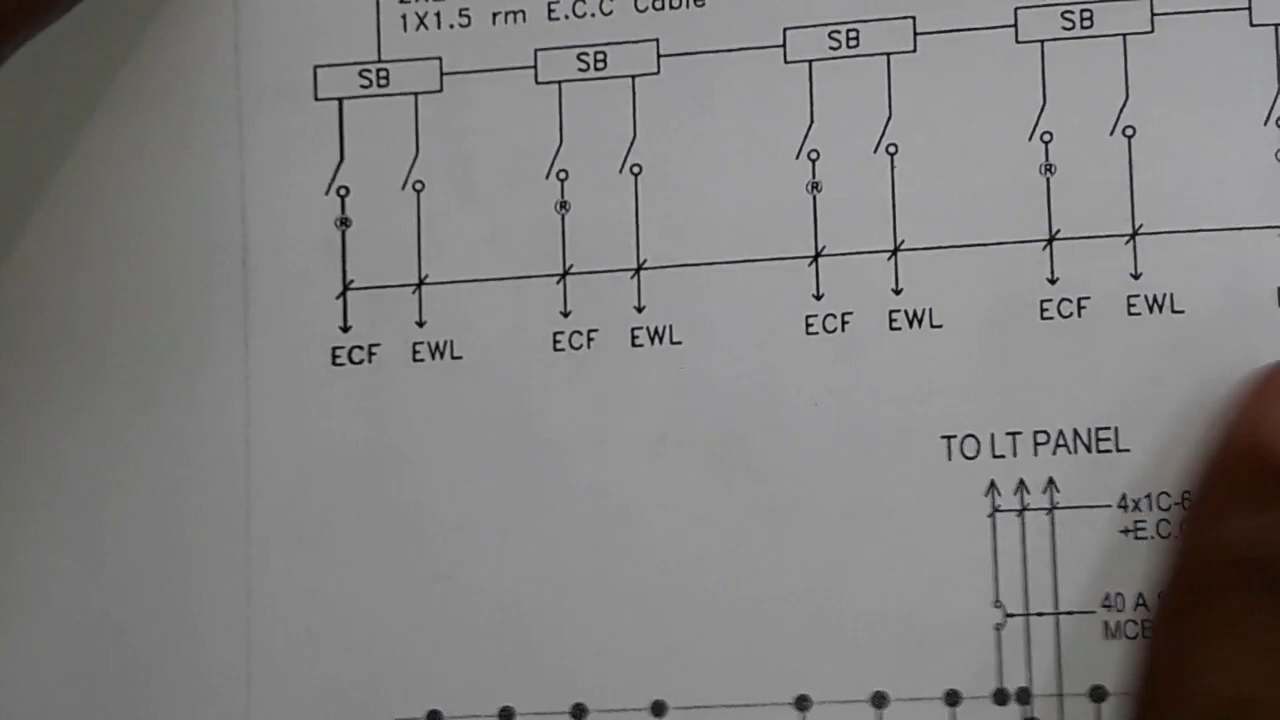 1X1.5 rm E.C.C Cable
SB SB SB SB
R R R R
ECF EWL ECF EWL ECF EWL ECF EWL
TO LT PANEL
4x1C-6
+E.C.
40 A
MCB